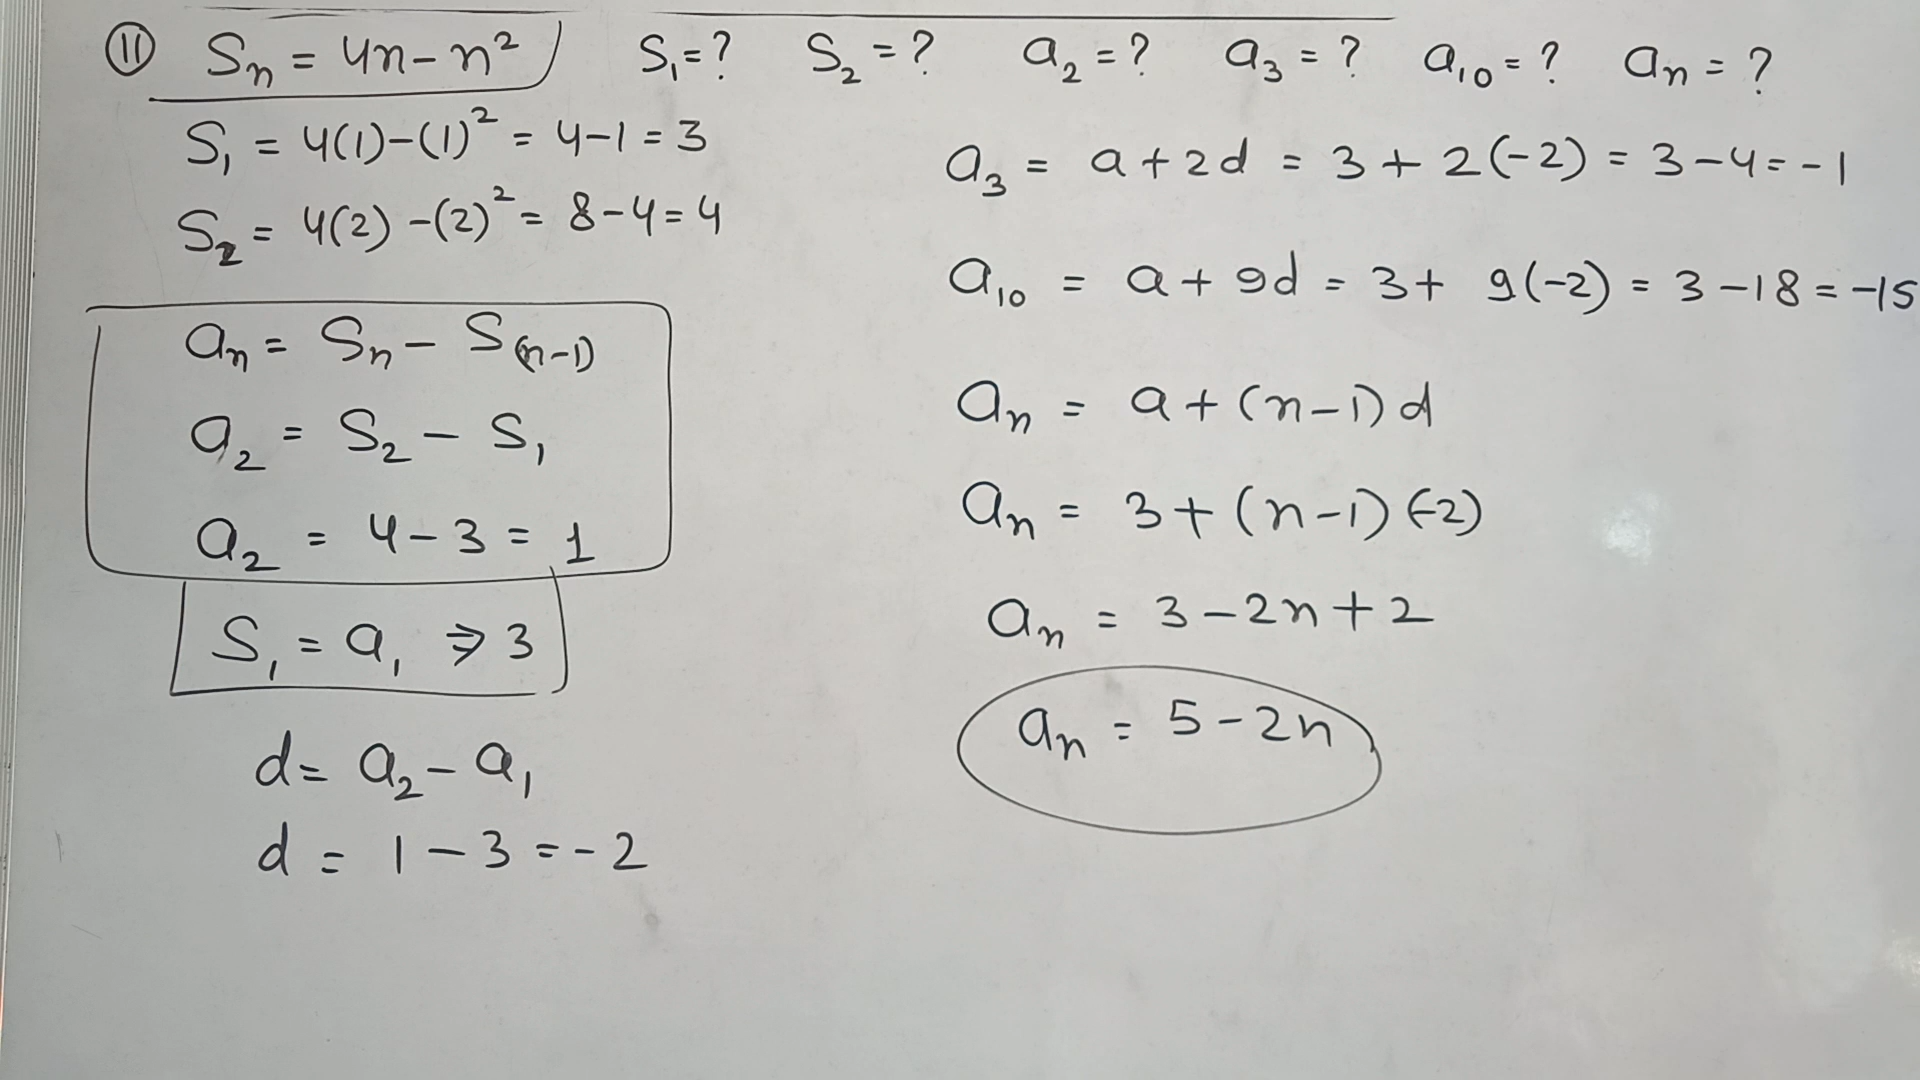 ⑪ Sₙ = 4n - n² S₁ = ? S₂ = ? a₂ = ? a₃ = ? a₁₀ = ? aₙ = ?
S₁ = 4(1)-(1)² = 4-1 = 3
S₂ = 4(2)-(2)² = 8-4 = 4
aₙ = Sₙ - S₍ₙ₋₁₎
a₂ = S₂ - S₁
a₂ = 4-3 = 1
S₁ = a₁ ⇒ 3
d = a₂ - a₁
d = 1 - 3 = -2
a₃ = a + 2d = 3 + 2(-2) = 3 - 4 = -1
a₁₀ = a + 9d = 3 + 9(-2) = 3 - 18 = -15
aₙ = a + (n-1)d
aₙ = 3 + (n-1)(-2)
aₙ = 3 - 2n + 2
aₙ = 5 - 2n